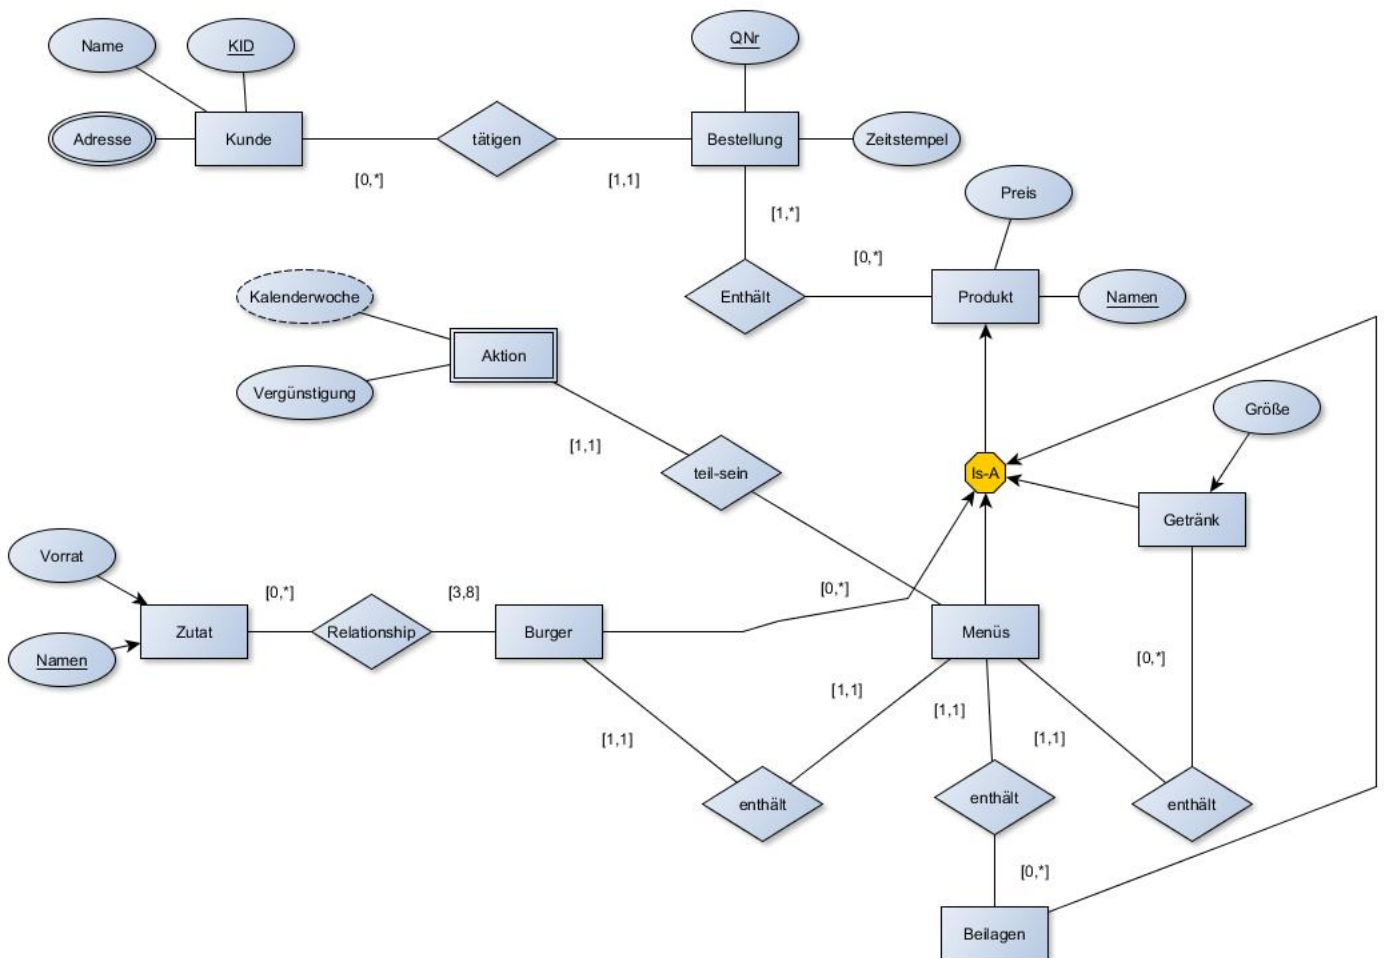 Name
KID
QNr
Adresse
Kunde
tätigen
Bestellung
Zeitstempel
[0,*]
[1,1]
Preis
[1,*]
[0,*]
Kalenderwoche
Enthält
Produkt
Namen
Aktion
Vergünstigung
Größe
[1,1]
teil-sein
Is-A
Getränk
Vorrat
[0,*]
[3,8]
[0,*]
Zutat
Relationship
Burger
Menüs
Namen
[0,*]
[1,1]
[1,1]
[1,1]
[1,1]
enthält
enthält
enthält
[0,*]
Beilagen